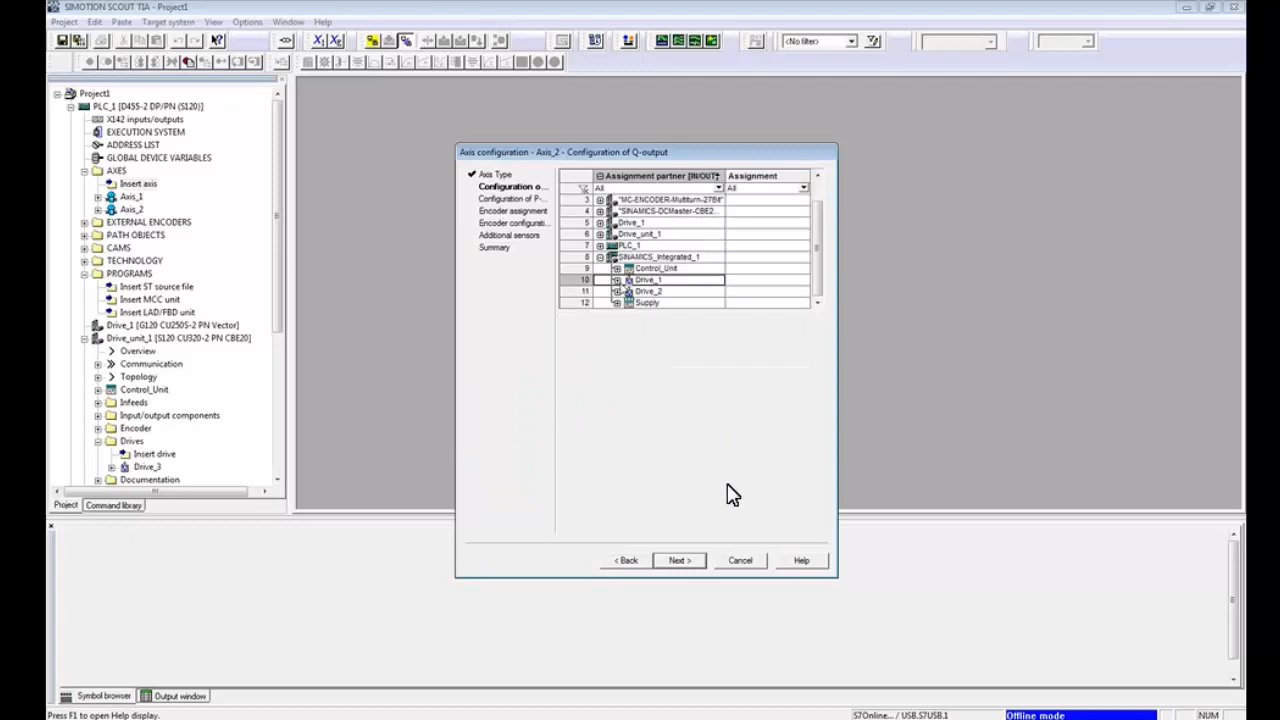 SIMOTION SCOUT TIA - Project1
Project Edit Paste Target system View Options Window Help
<No filter>
Project1
PLC_1 [D455-2 DP/PN (S120)]
X142 inputs/outputs
EXECUTION SYSTEM
ADDRESS LIST
GLOBAL DEVICE VARIABLES
AXES
Insert axis
Axis_1
Axis_2
EXTERNAL ENCODERS
PATH OBJECTS
CAMS
TECHNOLOGY
PROGRAMS
Insert ST source file
Insert MCC unit
Insert LAD/FBD unit
Drive_1 [G120 CU250S-2 PN Vector]
Drive_unit_1 [S120 CU320-2 PN CBE20]
Overview
Communication
Topology
Control_Unit
Infeeds
Input/output components
Encoder
Drives
Insert drive
Drive_3
Documentation
Project Command library
Axis configuration - Axis_2 - Configuration of Q-output
Axis Type
Configuration o...
Configuration of P-...
Encoder assignment
Encoder configurati...
Additional sensors
Summary
Assignment partner [IN/OUT] Assignment
All All
3 "MC-ENCODER-Multiturn-27Bit"
4 "SINAMICS-DCMaster-CBE2...
5 Drive_1
6 Drive_unit_1
7 PLC_1
8 SINAMICS_Integrated_1
9 Control_Unit
10 Drive_1
11 Drive_2
12 Supply
< Back Next > Cancel Help
Symbol browser Output window
Press F1 to open Help display. S7Online... / USB.S7USB.1 Offline mode NUM